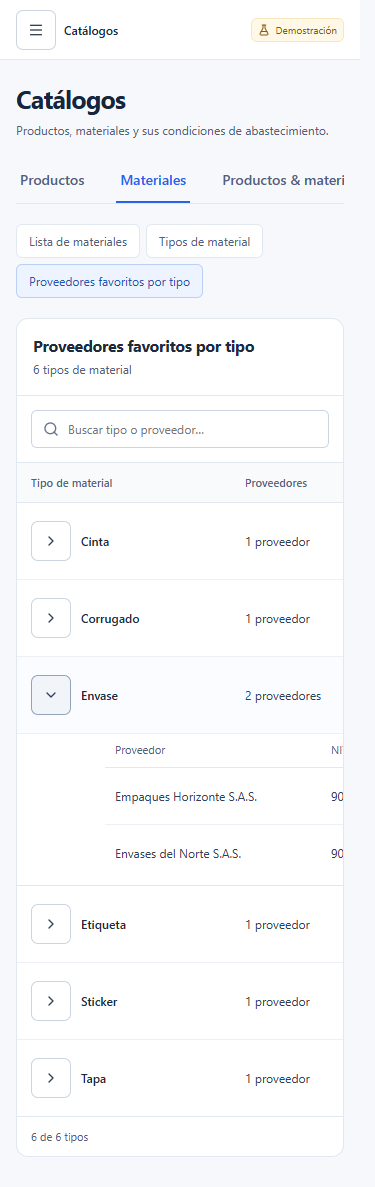 Catálogos
Demostración
Catálogos
Productos, materiales y sus condiciones de abastecimiento.
Productos Materiales Productos & materi
Lista de materiales Tipos de material
Proveedores favoritos por tipo
Proveedores favoritos por tipo
6 tipos de material
Buscar tipo o proveedor...
Tipo de material Proveedores
Cinta 1 proveedor
Corrugado 1 proveedor
Envase 2 proveedores
Proveedor NI
Empaques Horizonte S.A.S. 90
Envases del Norte S.A.S. 90
Etiqueta 1 proveedor
Sticker 1 proveedor
Tapa 1 proveedor
6 de 6 tipos